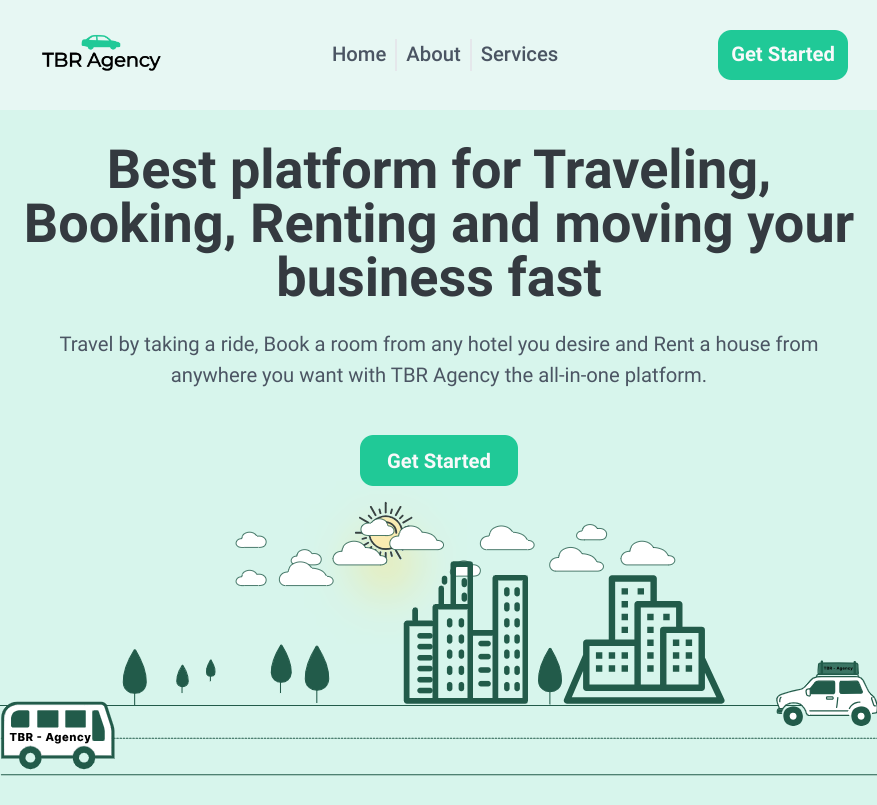 TBR Agency
Home
About
Services
Get Started
Best platform for Traveling,
Booking, Renting and moving your
business fast
Travel by taking a ride, Book a room from any hotel you desire and Rent a house from
anywhere you want with TBR Agency the all-in-one platform.
Get Started
TBR - Agency
TBR - Agency